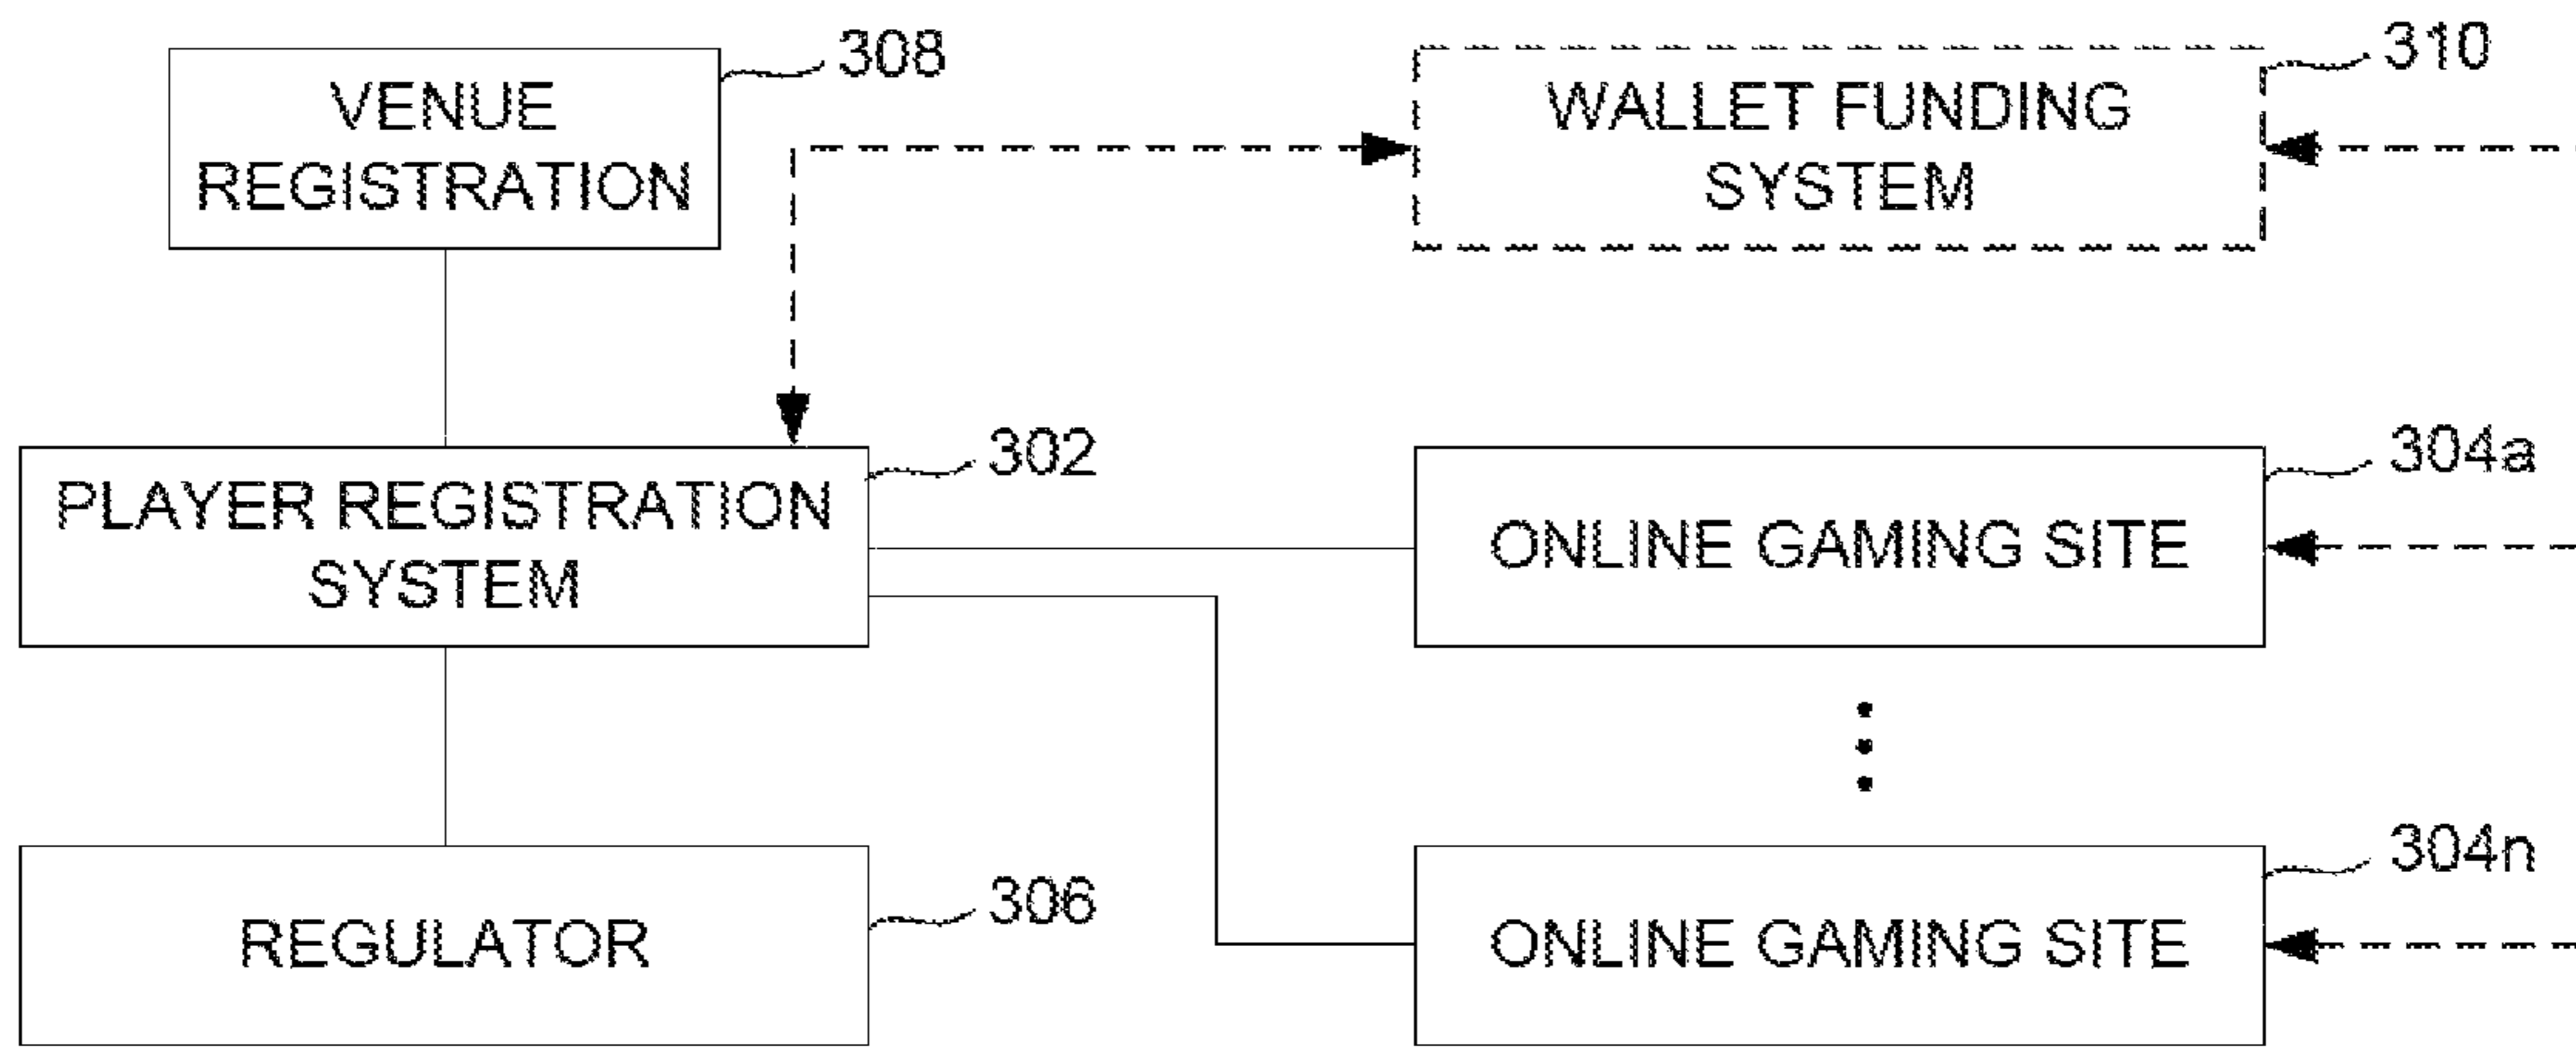 308
VENUE
REGISTRATION
310
WALLET FUNDING
SYSTEM
302
PLAYER REGISTRATION
SYSTEM
304a
ONLINE GAMING SITE
306
REGULATOR
304n
ONLINE GAMING SITE